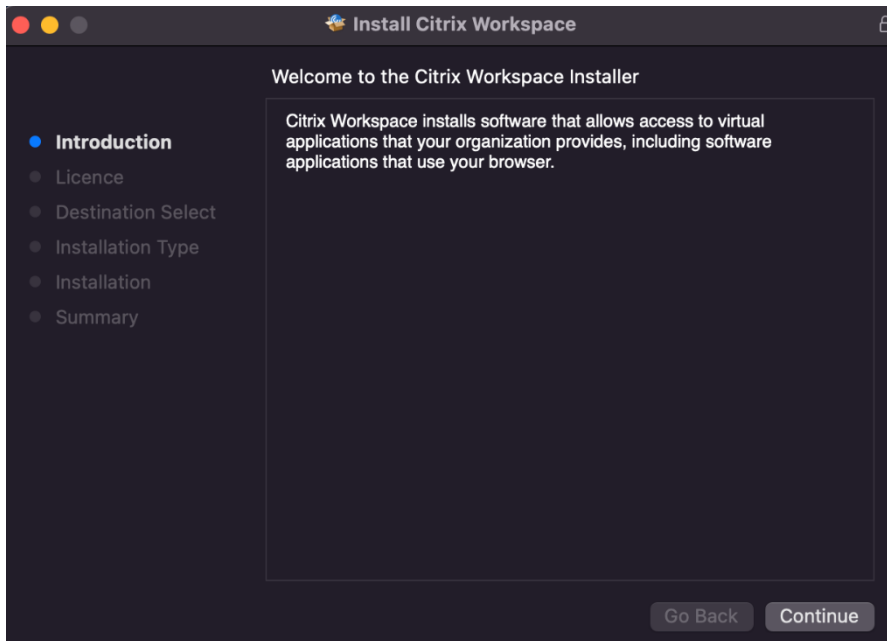 Install Citrix Workspace
Welcome to the Citrix Workspace Installer
Introduction
Licence
Destination Select
Installation Type
Installation
Summary
Citrix Workspace installs software that allows access to virtual
applications that your organization provides, including software
applications that use your browser.
Go Back
Continue